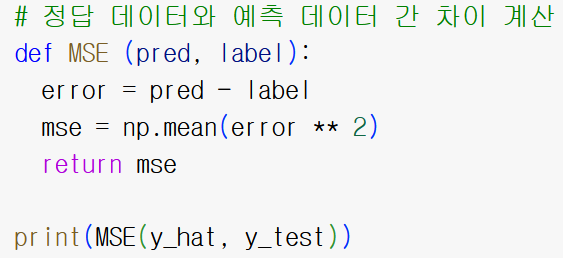 # 정답 데이터와 예측 데이터 간 차이 계산
def MSE (pred, label):
  error = pred - label
  mse = np.mean(error ** 2)
  return mse

print(MSE(y_hat, y_test))